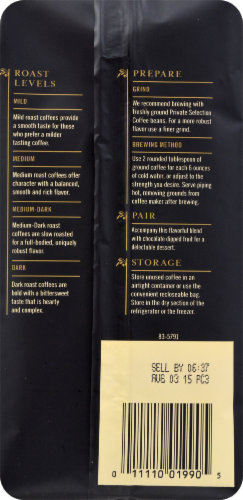 ROAST
LEVELS
MILD
Mild roast coffees provide
a smooth taste for those
who prefer a milder
tasting coffee.
MEDIUM
Medium roast coffees offer
character with a balanced,
smooth and rich flavor.
MEDIUM-DARK
Medium-Dark roast
coffees are slow roasted
for a full-bodied, uniquely
robust flavor.
DARK
Dark roast coffees are
bold with a bittersweet
taste that is hearty
and complex.
PREPARE
GRIND
We recommend brewing with
freshly ground Private Selection
Coffee beans. For a more robust
flavor use a finer grind.
BREWING METHOD
Use 2 rounded tablespoon of
ground coffee for each 6 ounces
of cold water, or adjust to the
strength you desire. Serve piping
hot, removing grounds from
coffee maker after brewing.
PAIR
Accompany this flavorful blend
with chocolate dipped fruit for a
delectable dessert.
STORAGE
Store unused coffee in an
airtight container or use the
convenient recloseable bag.
Store in the dry section of the
refrigerator or the freezer.
83-5791
SELL BY 06:37
AUG 03 15 PC3
0 11110 01990 5